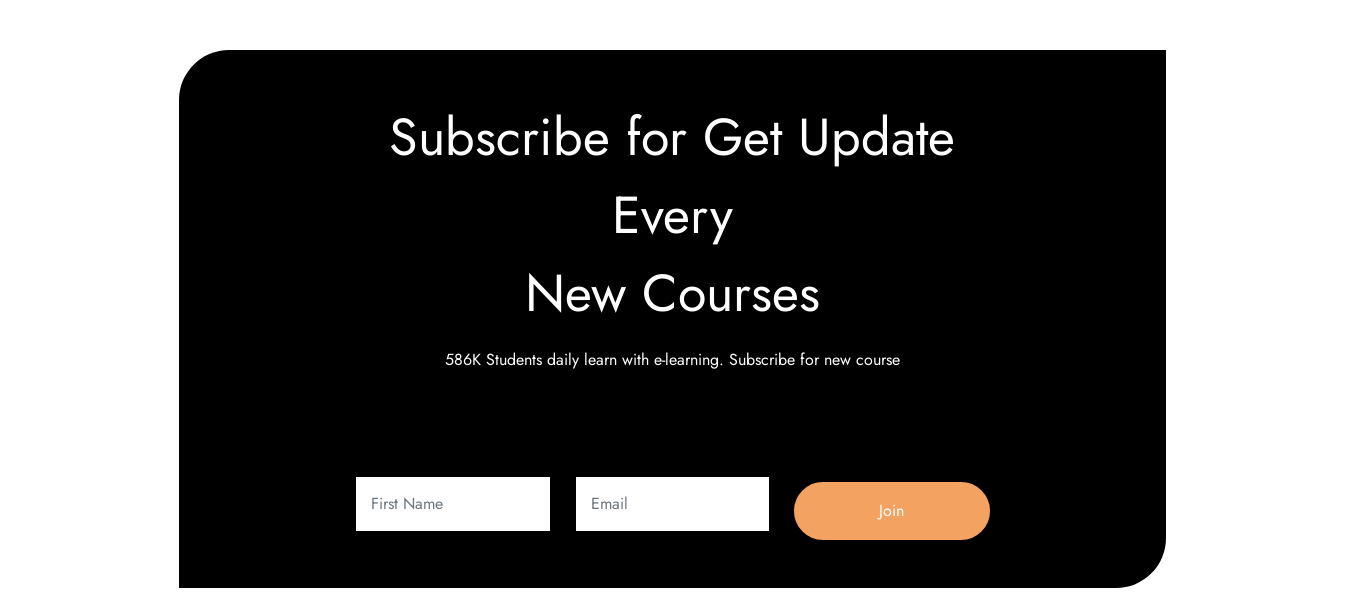 Subscribe for Get Update
Every
New Courses
586K Students daily learn with e-learning. Subscribe for new course
First Name
Email
Join